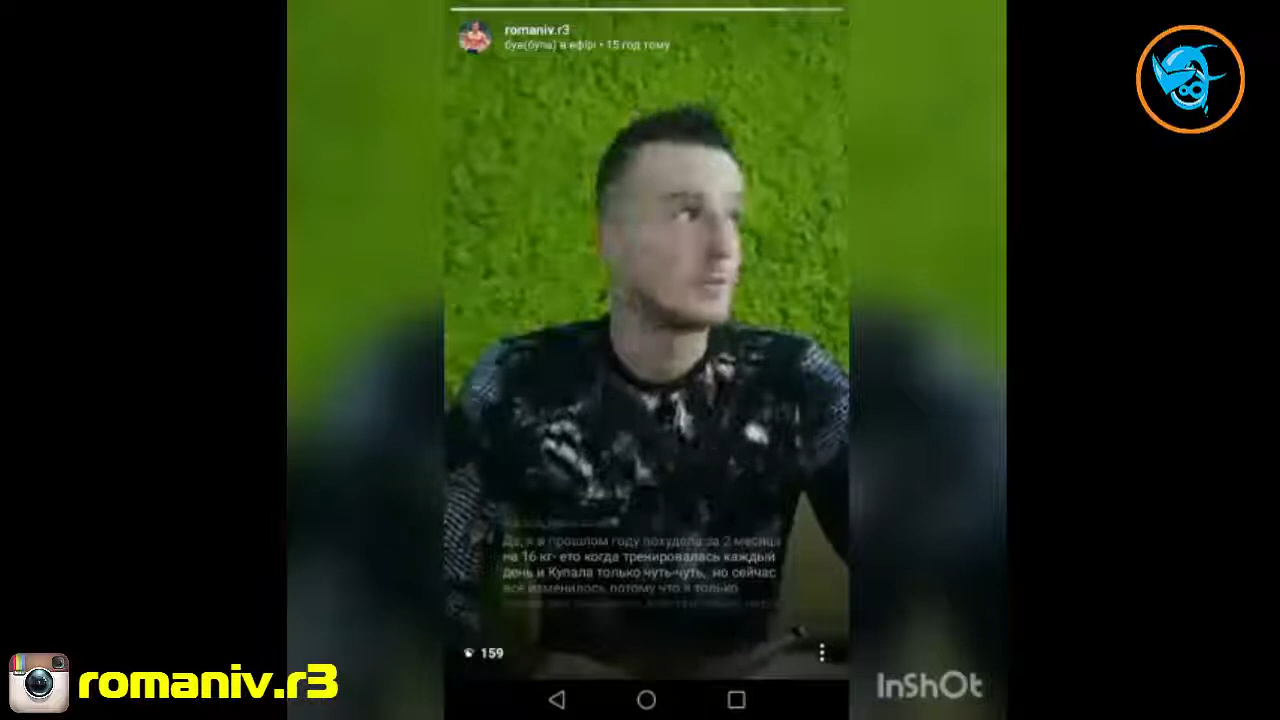 romaniv.r3
був(була) в ефірі • 15 год тому
Да, я в прошлом году похудела за 2 месяца
на 16 кг- ето когда тренировалась каждый
день и Купала только чуть-чуть, но сейчас
все изменилось потому что я только
159
romaniv.r3
InShOt